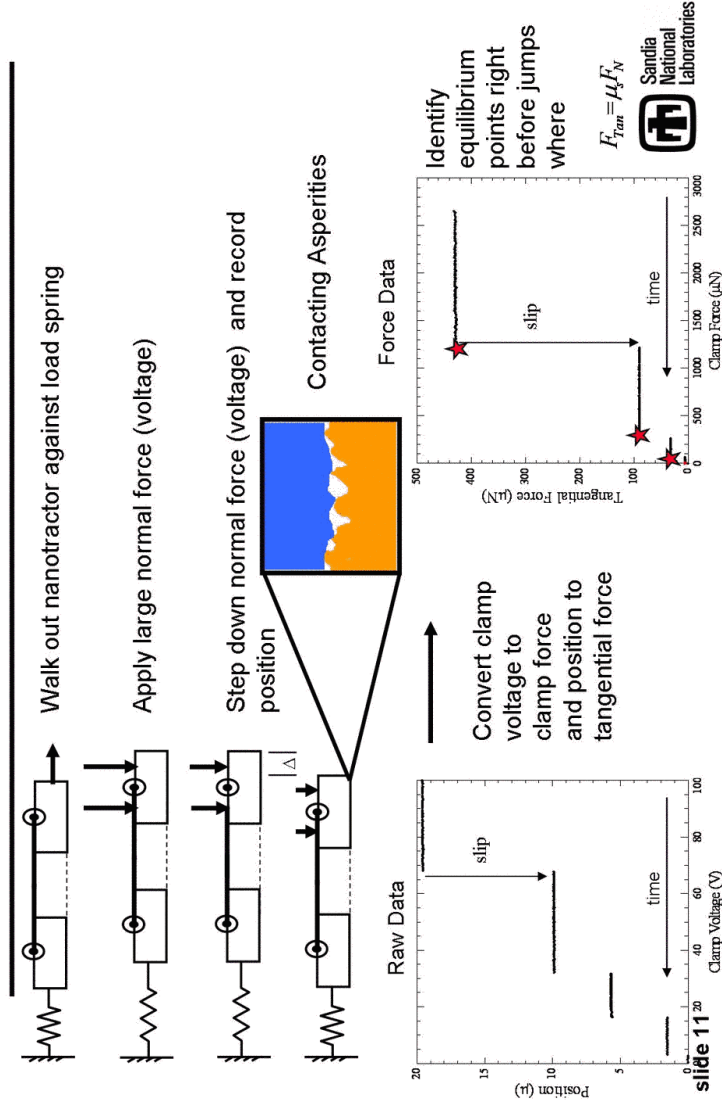 Walk out nanotractor against load spring
Apply large normal force (voltage)
Step down normal force (voltage) and record
position
|Δ|
Contacting Asperities
Raw Data
Position (μ)
20
15
10
5
0
slip
time
0
20
40
60
80
100
Clamp Voltage (V)
Convert clamp
voltage to
clamp force
and position to
tangential force
Force Data
Tangential Force (μN)
500
400
300
200
100
0
slip
time
0
500
1000
1500
2000
2500
3000
Clamp Force (μN)
Identify
equilibrium
points right
before jumps
where
F_Tan = μ_s F_N
Sandia
National
Laboratories
slide 11